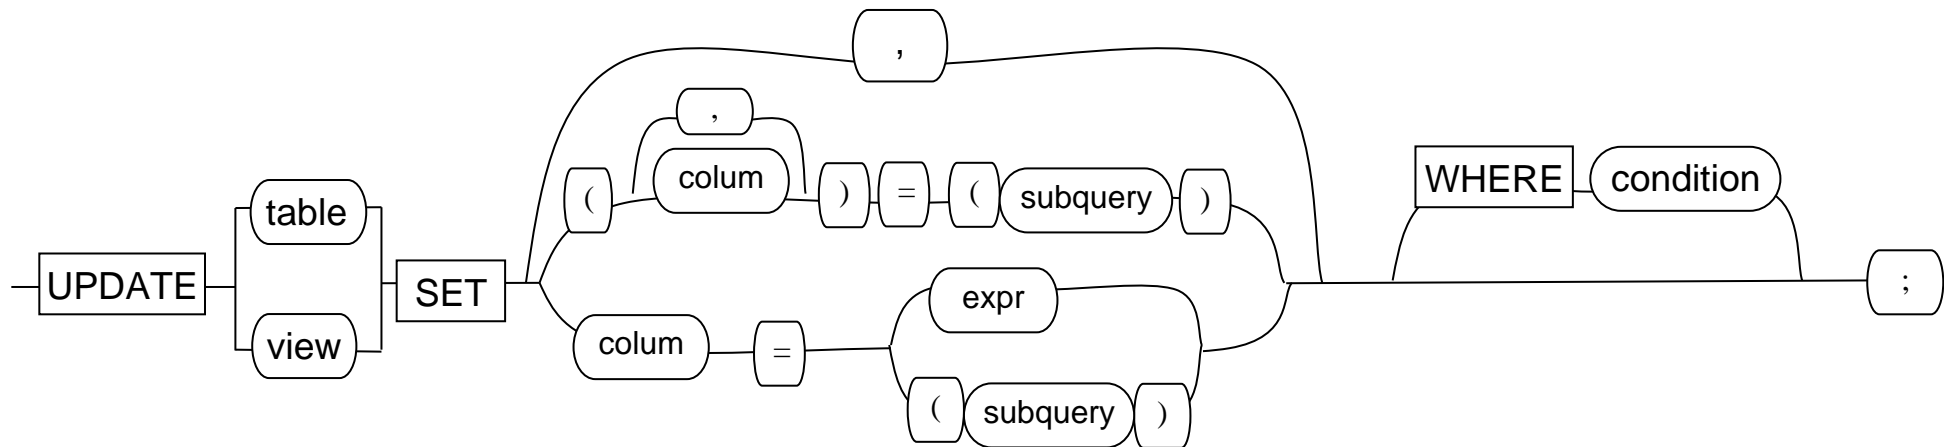 ,
,
( colum ) = ( subquery )
WHERE condition
table
UPDATE SET ;
view
colum = expr
( subquery )